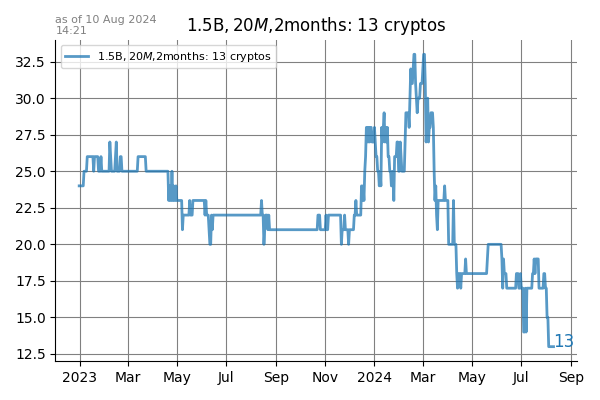 as of 10 Aug 2024
14:21
1.5B, 20M,2months: 13 cryptos
1.5B, 20M,2months: 13 cryptos
32.5
30.0
27.5
25.0
22.5
20.0
17.5
15.0
12.5
13
2023 Mar May Jul Sep Nov 2024 Mar May Jul Sep